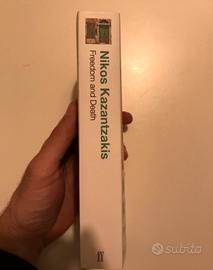 Nikos Kazantzakis
Freedom and Death
ff
subito